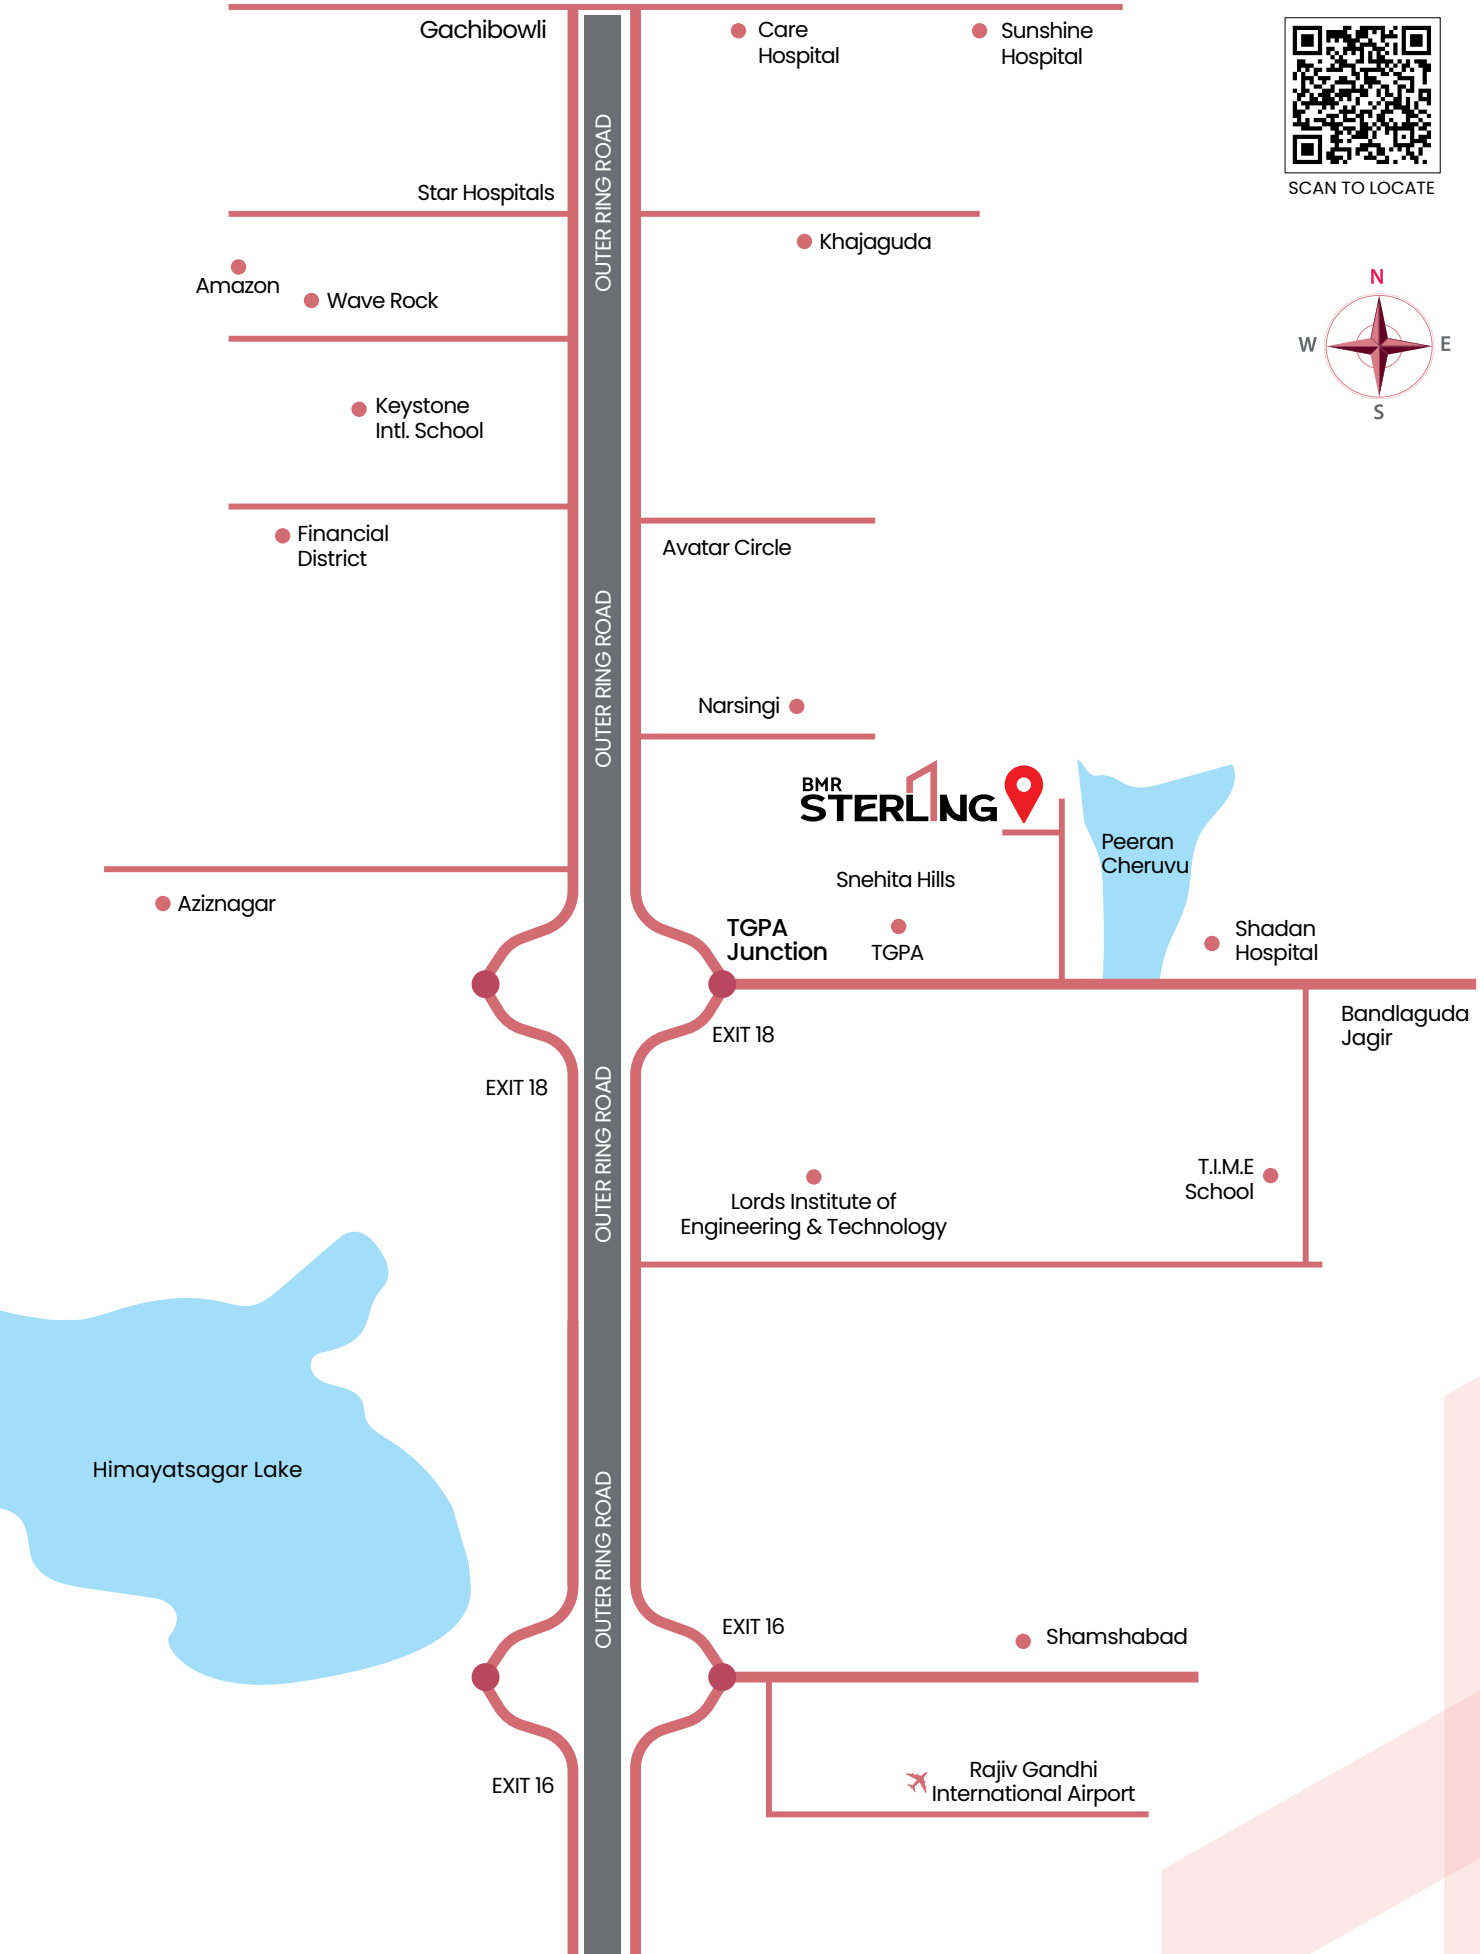 Gachibowli
Care
Hospital
Sunshine
Hospital
SCAN TO LOCATE
OUTER RING ROAD
Star Hospitals
Khajaguda
Amazon
Wave Rock
N
W
E
S
Keystone
Intl. School
Financial
District
Avatar Circle
OUTER RING ROAD
Narsingi
BMR
STERLING
Peeran
Cheruvu
Snehita Hills
Aziznagar
TGPA
Junction
TGPA
Shadan
Hospital
Bandlaguda
Jagir
EXIT 18
EXIT 18
OUTER RING ROAD
T.I.M.E
School
Lords Institute of
Engineering & Technology
Himayatsagar Lake
OUTER RING ROAD
EXIT 16
Shamshabad
Rajiv Gandhi
International Airport
EXIT 16